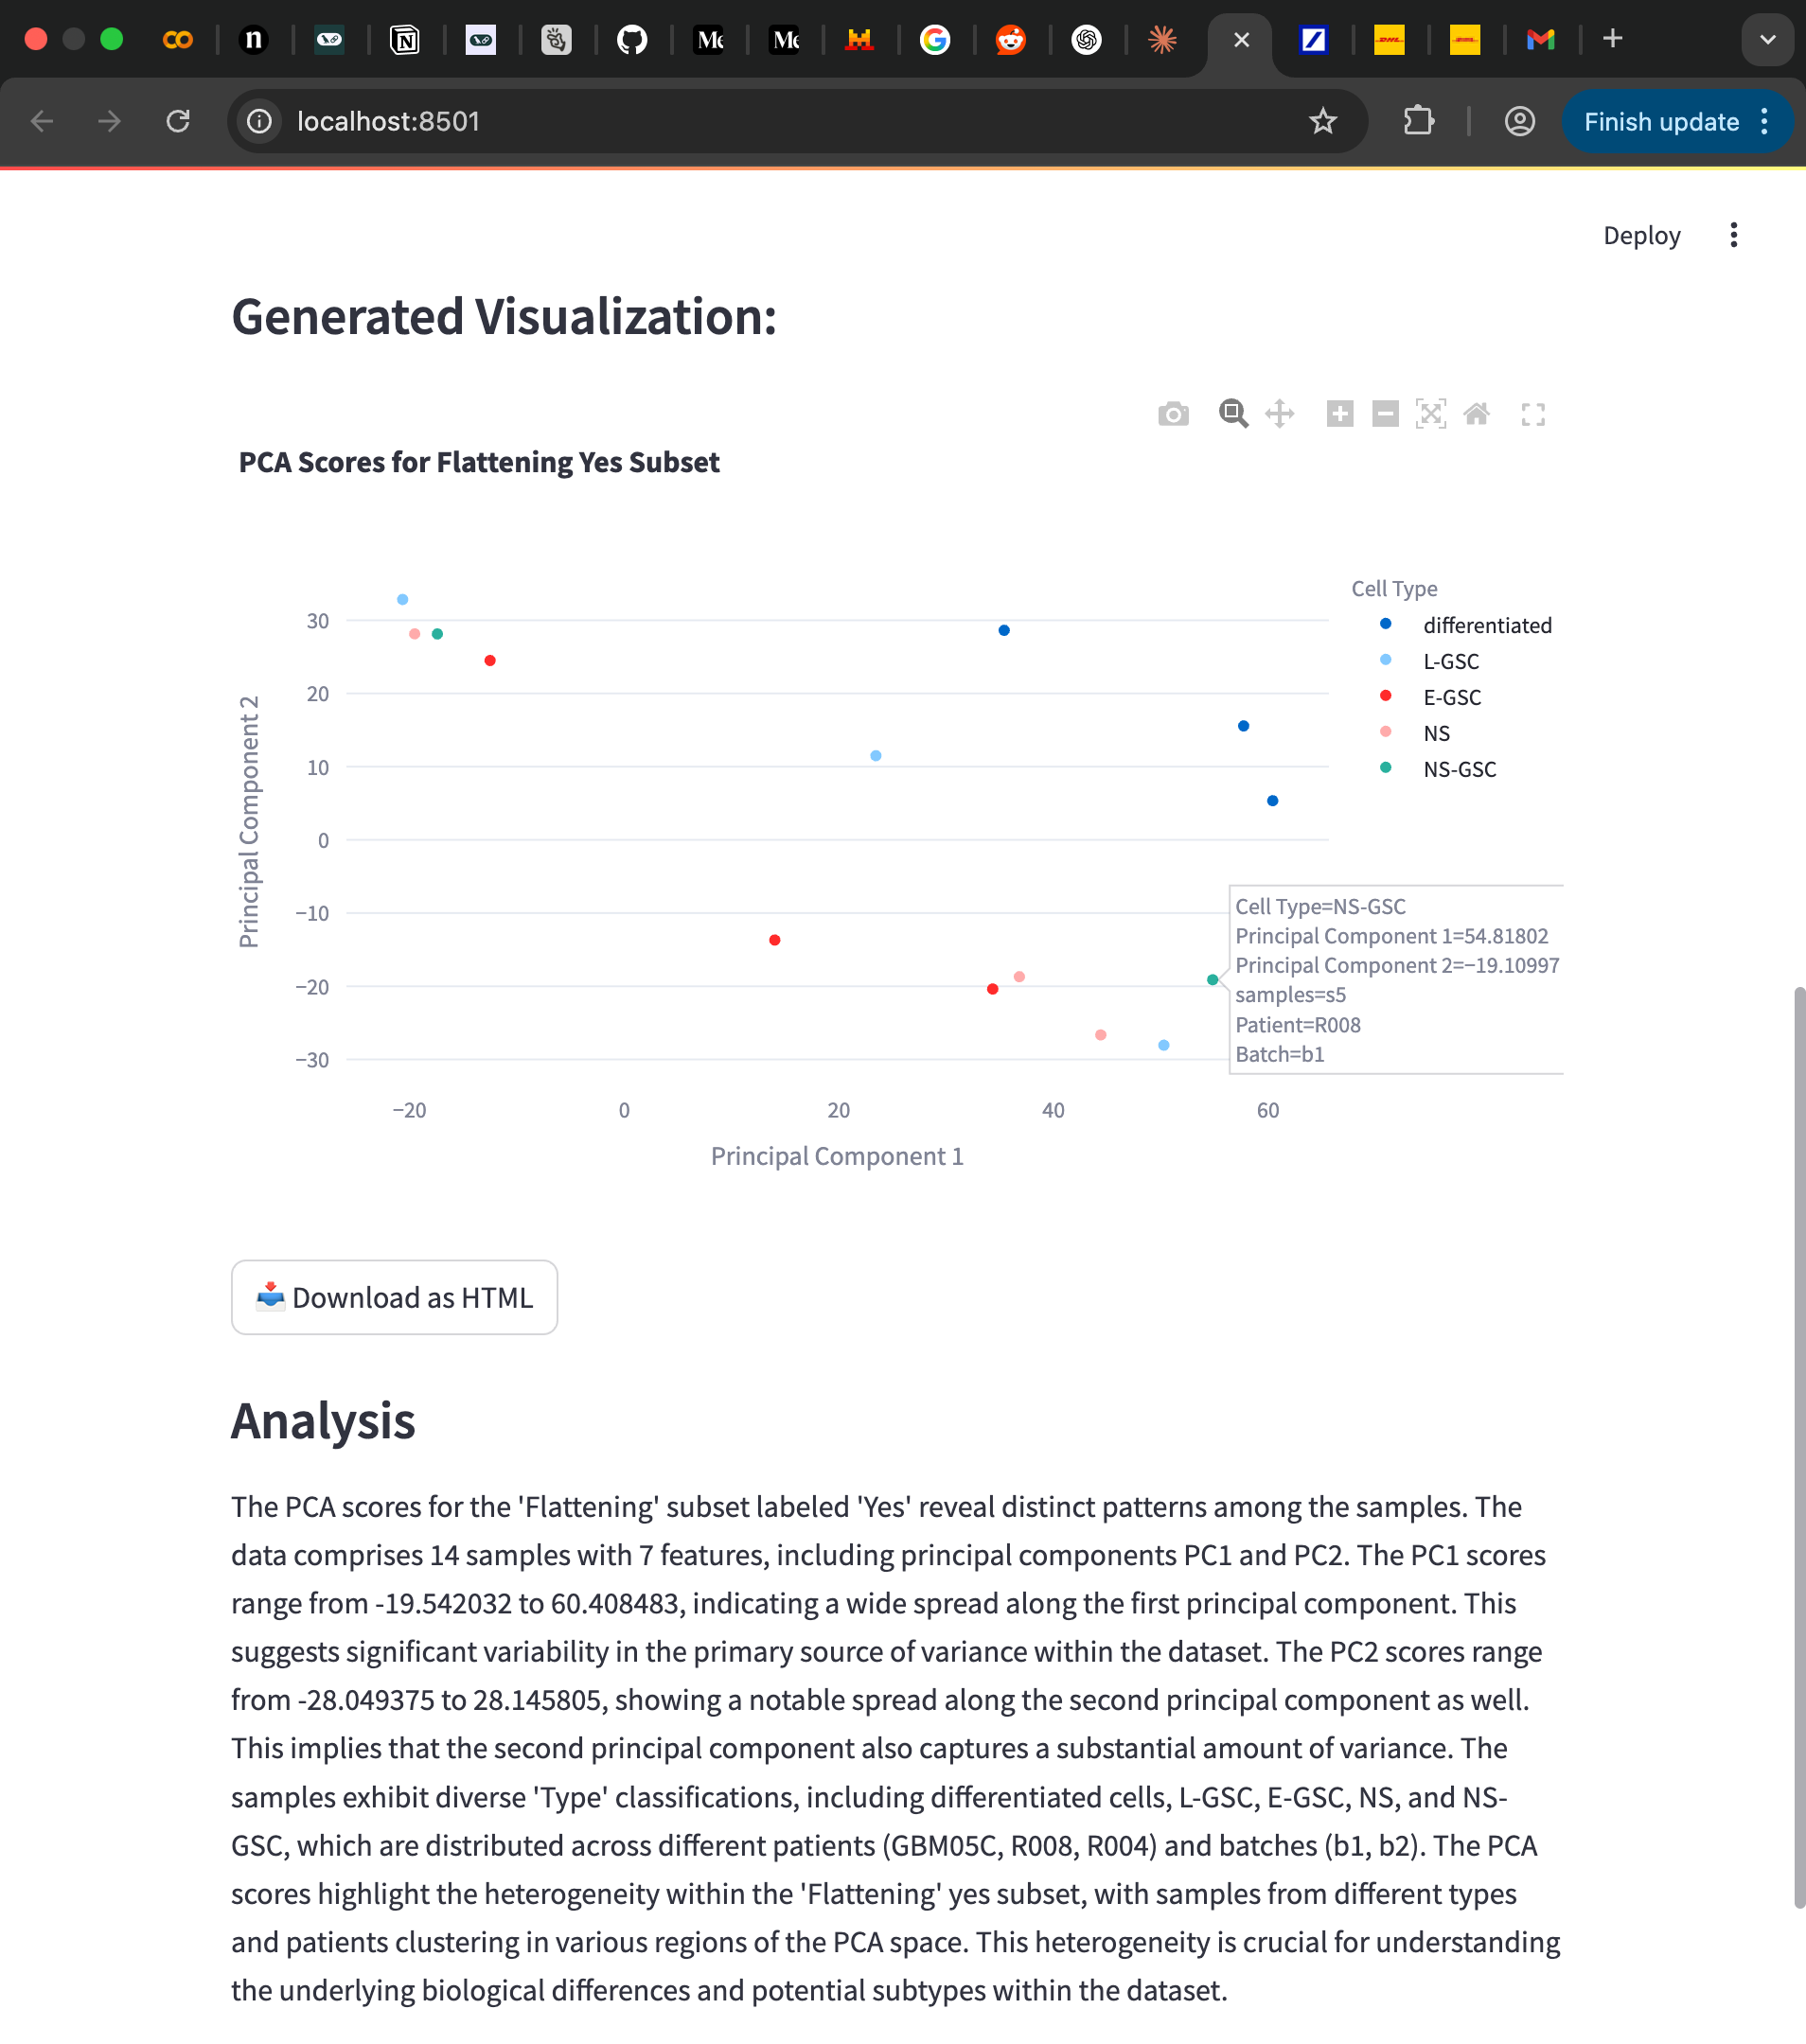 localhost:8501
Finish update
Deploy
Generated Visualization:
PCA Scores for Flattening Yes Subset
Cell Type
differentiated
L-GSC
E-GSC
NS
NS-GSC
30
20
10
0
−10
−20
−30
Principal Component 2
Cell Type=NS-GSC
Principal Component 1=54.81802
Principal Component 2=−19.10997
samples=s5
Patient=R008
Batch=b1
−20
0
20
40
60
Principal Component 1
Download as HTML
Analysis
The PCA scores for the 'Flattening' subset labeled 'Yes' reveal distinct patterns among the samples. The
data comprises 14 samples with 7 features, including principal components PC1 and PC2. The PC1 scores
range from -19.542032 to 60.408483, indicating a wide spread along the first principal component. This
suggests significant variability in the primary source of variance within the dataset. The PC2 scores range
from -28.049375 to 28.145805, showing a notable spread along the second principal component as well.
This implies that the second principal component also captures a substantial amount of variance. The
samples exhibit diverse 'Type' classifications, including differentiated cells, L-GSC, E-GSC, NS, and NS-
GSC, which are distributed across different patients (GBM05C, R008, R004) and batches (b1, b2). The PCA
scores highlight the heterogeneity within the 'Flattening' yes subset, with samples from different types
and patients clustering in various regions of the PCA space. This heterogeneity is crucial for understanding
the underlying biological differences and potential subtypes within the dataset.